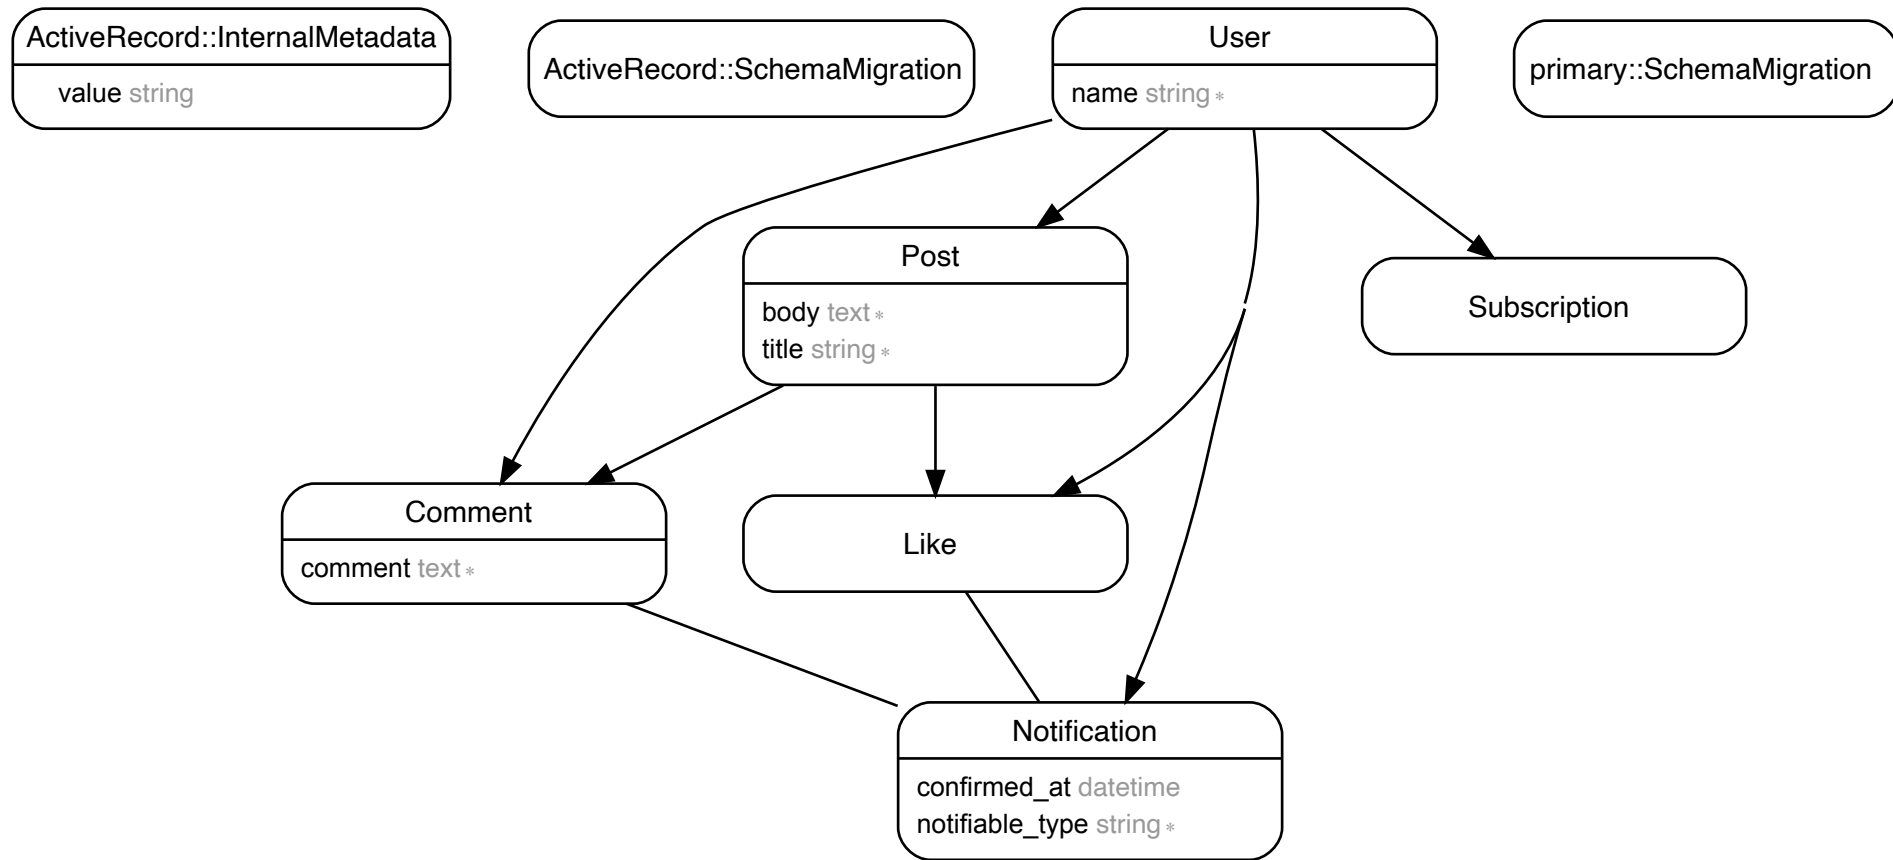 ActiveRecord::InternalMetadata
value string
ActiveRecord::SchemaMigration
User
name string *
primary::SchemaMigration
Post
body text *
title string *
Subscription
Comment
comment text *
Like
Notification
confirmed_at datetime
notifiable_type string *